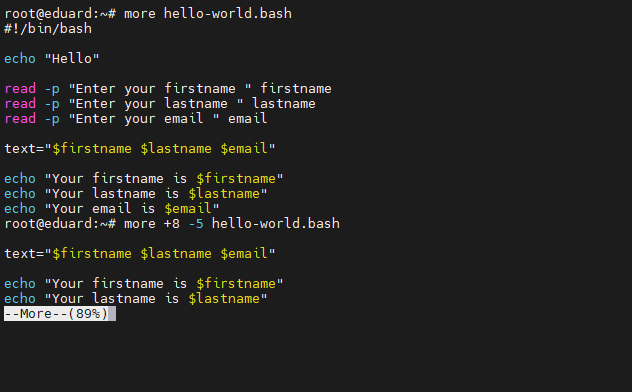 root@eduard:~# more hello-world.bash
#!/bin/bash
echo "Hello"
read -p "Enter your firstname " firstname
read -p "Enter your lastname " lastname
read -p "Enter your email " email
text="$firstname $lastname $email"
echo "Your firstname is $firstname"
echo "Your lastname is $lastname"
echo "Your email is $email"
root@eduard:~# more +8 -5 hello-world.bash
text="$firstname $lastname $email"
echo "Your firstname is $firstname"
echo "Your lastname is $lastname"
--More--(89%)